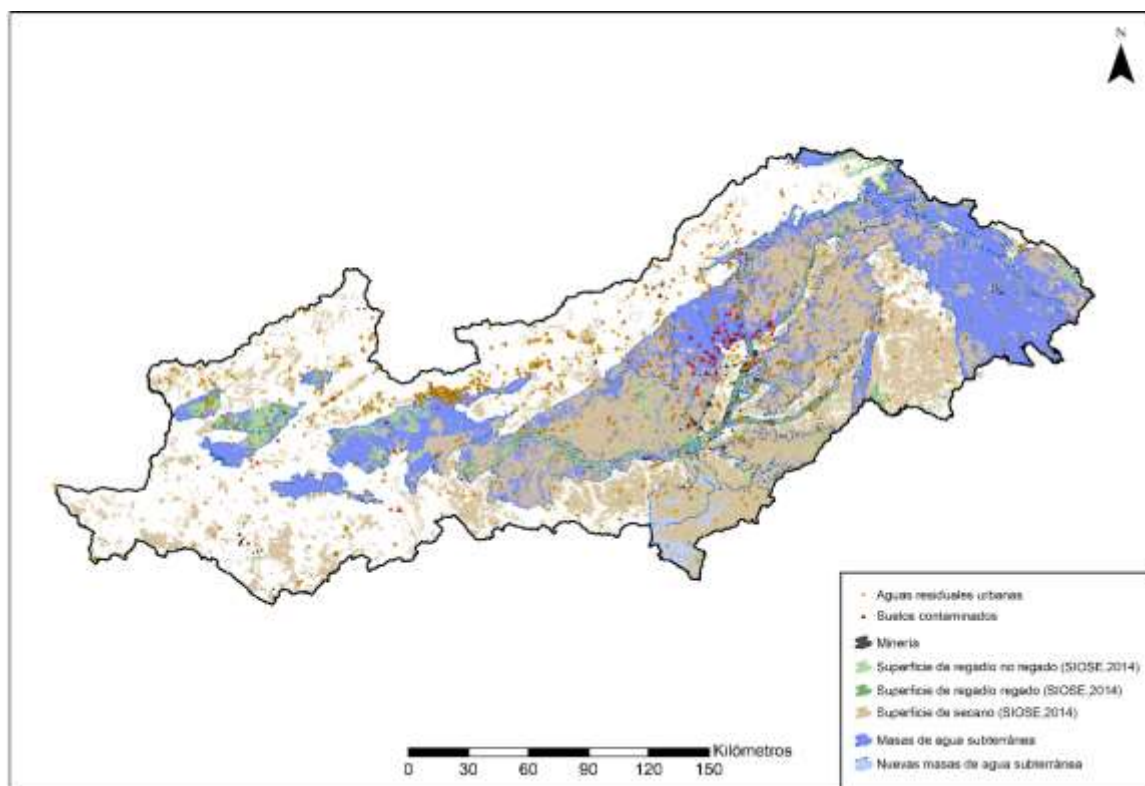 N
Aguas residuales urbanas
Suelos contaminados
Minería
Superficie de regadío no regado (SIOSE,2014)
Superficie de regadío regado (SIOSE,2014)
Superficie de secano (SIOSE,2014)
Masas de agua subterránea
Nuevas masas de agua subterránea
Kilómetros
0 30 60 90 120 150